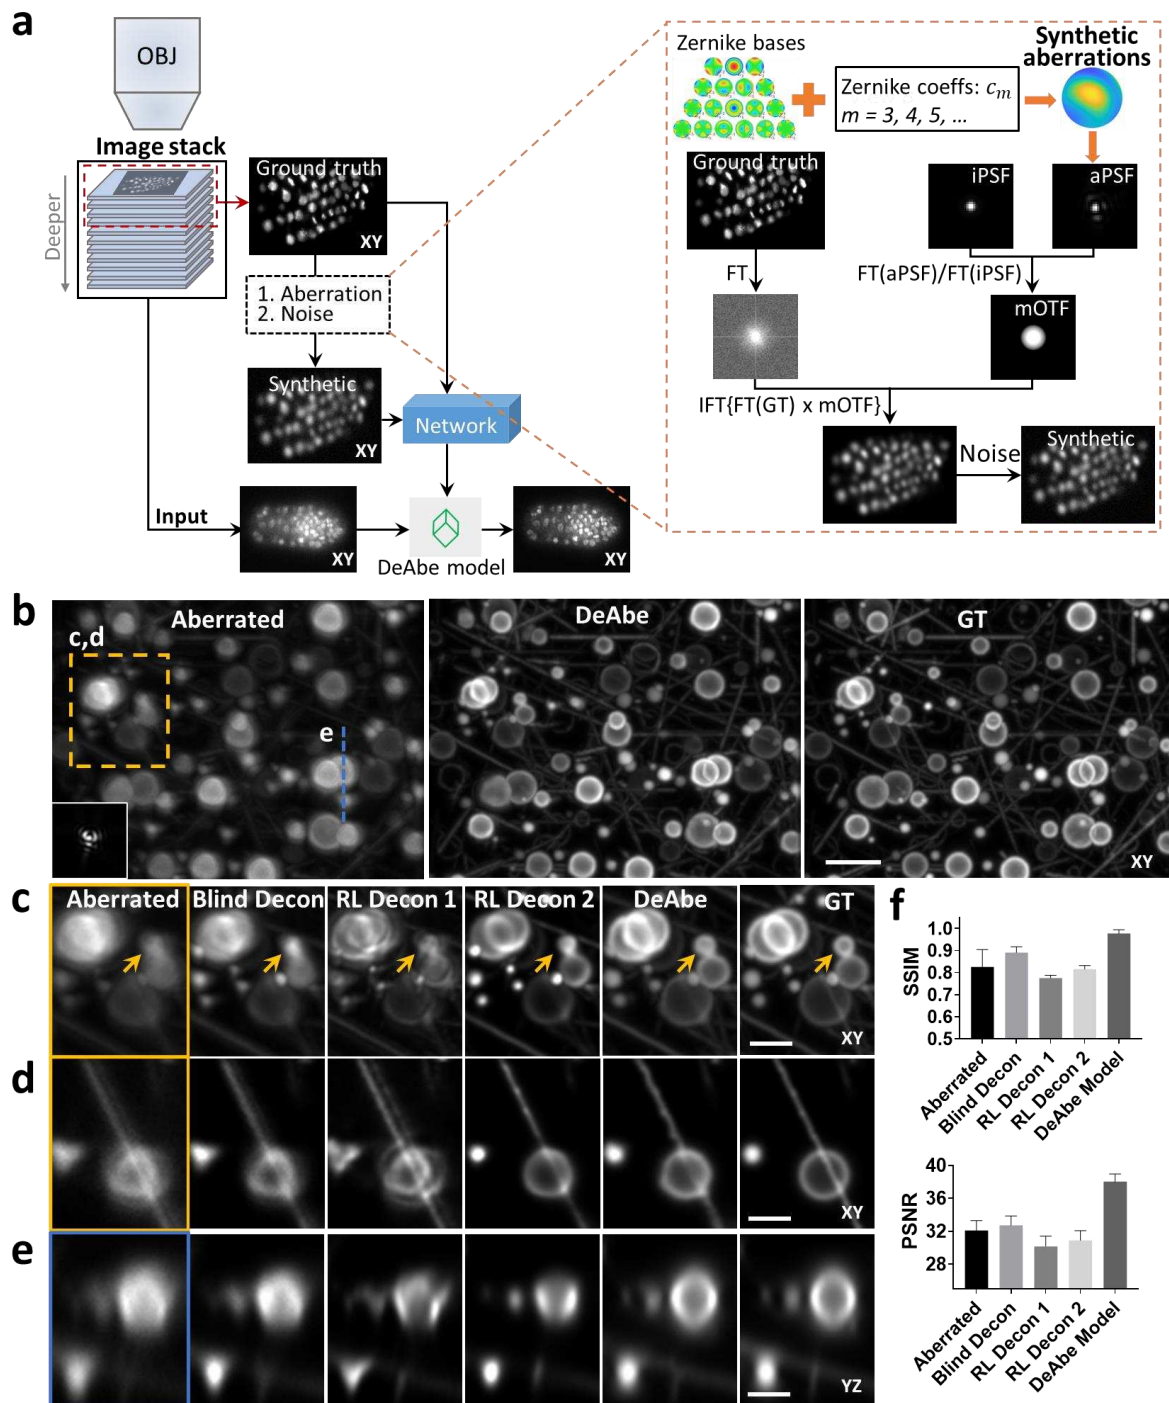 a
OBJ
Image stack
Deeper
Ground truth
XY
1. Aberration
2. Noise
Synthetic
XY
Network
Input
XY
DeAbe model
XY
Zernike bases
Zernike coeffs: cₘ
m = 3, 4, 5, ...
Synthetic
aberrations
Ground truth
iPSF
aPSF
FT
FT(aPSF)/FT(iPSF)
mOTF
IFT{FT(GT) x mOTF}
Noise
Synthetic
b
Aberrated
c,d
e
DeAbe
GT
XY
c
Aberrated
Blind Decon
RL Decon 1
RL Decon 2
DeAbe
GT
XY
d
XY
e
YZ
f
SSIM
1.0
0.9
0.8
0.7
0.6
0.5
Aberrated
Blind Decon
RL Decon 1
RL Decon 2
DeAbe Model
PSNR
40
36
32
28
Aberrated
Blind Decon
RL Decon 1
RL Decon 2
DeAbe Model